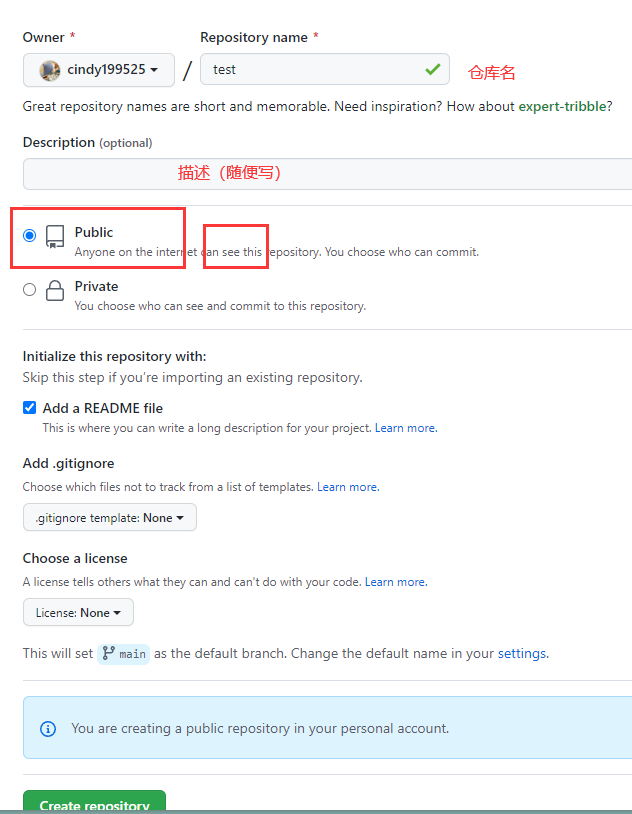 Owner * Repository name *
cindy199525 / test 仓库名
Great repository names are short and memorable. Need inspiration? How about expert-tribble?
Description (optional)
描述（随便写）
Public
Anyone on the internet can see this repository. You choose who can commit.
Private
You choose who can see and commit to this repository.
Initialize this repository with:
Skip this step if you’re importing an existing repository.
Add a README file
This is where you can write a long description for your project. Learn more.
Add .gitignore
Choose which files not to track from a list of templates. Learn more.
.gitignore template: None
Choose a license
A license tells others what they can and can't do with your code. Learn more.
License: None
This will set main as the default branch. Change the default name in your settings.
You are creating a public repository in your personal account.
Create repository